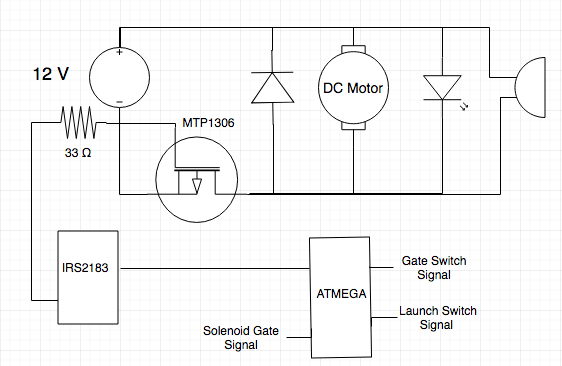 +
12 V
−
DC Motor
MTP1306
33 Ω
IRS2183
ATMEGA
Gate Switch
Signal
Launch Switch
Signal
Solenoid Gate
Signal